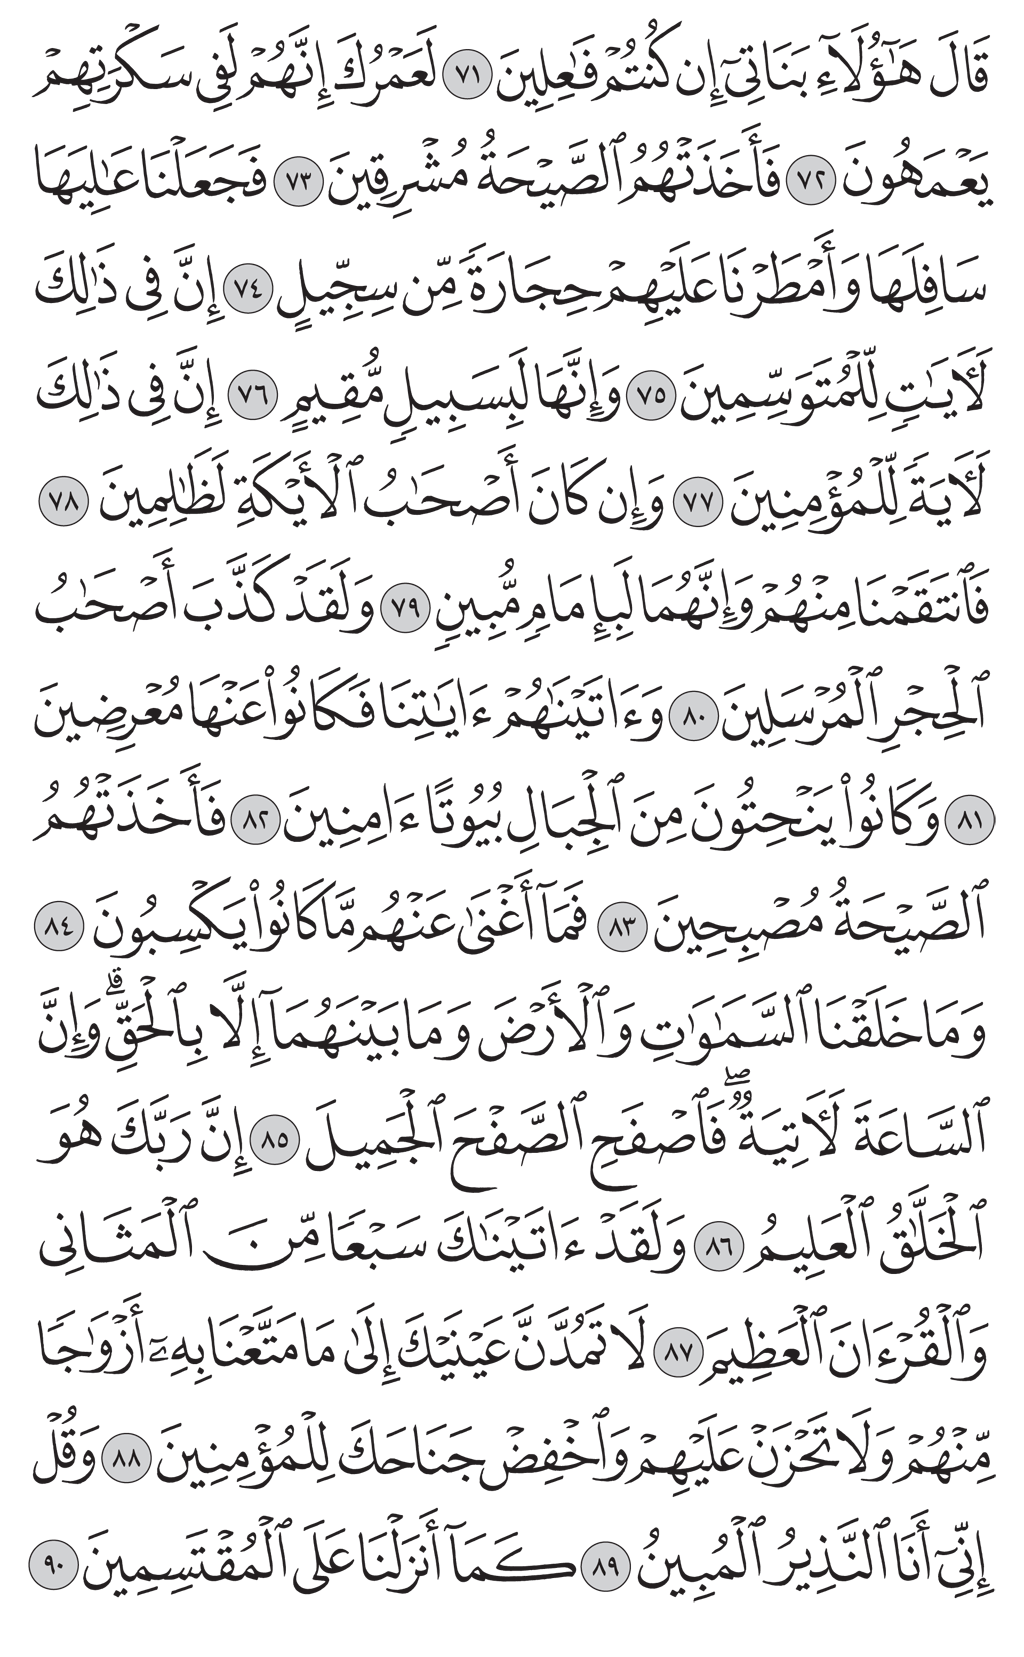 قَالَ هَٰٓؤُلَآءِ بَنَاتِىٓ إِن كُنتُمْ فَٰعِلِينَ ٧١ لَعَمْرُكَ إِنَّهُمْ لَفِى سَكْرَتِهِمْ
يَعْمَهُونَ ٧٢ فَأَخَذَتْهُمُ ٱلصَّيْحَةُ مُشْرِقِينَ ٧٣ فَجَعَلْنَا عَٰلِيَهَا
سَافِلَهَا وَأَمْطَرْنَا عَلَيْهِمْ حِجَارَةً مِّن سِجِّيلٍ ٧٤ إِنَّ فِى ذَٰلِكَ
لَءَايَٰتٍ لِّلْمُتَوَسِّمِينَ ٧٥ وَإِنَّهَا لَبِسَبِيلٍ مُّقِيمٍ ٧٦ إِنَّ فِى ذَٰلِكَ
لَءَايَةً لِّلْمُؤْمِنِينَ ٧٧ وَإِن كَانَ أَصْحَٰبُ ٱلْأَيْكَةِ لَظَٰلِمِينَ ٧٨
فَٱنتَقَمْنَا مِنْهُمْ وَإِنَّهُمَا لَبِإِمَامٍ مُّبِينٍ ٧٩ وَلَقَدْ كَذَّبَ أَصْحَٰبُ
ٱلْحِجْرِ ٱلْمُرْسَلِينَ ٨٠ وَءَاتَيْنَٰهُمْ ءَايَٰتِنَا فَكَانُوا۟ عَنْهَا مُعْرِضِينَ
٨١ وَكَانُوا۟ يَنْحِتُونَ مِنَ ٱلْجِبَالِ بُيُوتًا ءَامِنِينَ ٨٢ فَأَخَذَتْهُمُ
ٱلصَّيْحَةُ مُصْبِحِينَ ٨٣ فَمَآ أَغْنَىٰ عَنْهُم مَّا كَانُوا۟ يَكْسِبُونَ ٨٤
وَمَا خَلَقْنَا ٱلسَّمَٰوَٰتِ وَٱلْأَرْضَ وَمَا بَيْنَهُمَآ إِلَّا بِٱلْحَقِّ ۗ وَإِنَّ
ٱلسَّاعَةَ لَءَاتِيَةٌ ۖ فَٱصْفَحِ ٱلصَّفْحَ ٱلْجَمِيلَ ٨٥ إِنَّ رَبَّكَ هُوَ
ٱلْخَلَّٰقُ ٱلْعَلِيمُ ٨٦ وَلَقَدْ ءَاتَيْنَٰكَ سَبْعًا مِّنَ ٱلْمَثَانِى
وَٱلْقُرْءَانَ ٱلْعَظِيمَ ٨٧ لَا تَمُدَّنَّ عَيْنَيْكَ إِلَىٰ مَا مَتَّعْنَا بِهِۦٓ أَزْوَٰجًا
مِّنْهُمْ وَلَا تَحْزَنْ عَلَيْهِمْ وَٱخْفِضْ جَنَاحَكَ لِلْمُؤْمِنِينَ ٨٨ وَقُلْ
إِنِّىٓ أَنَا ٱلنَّذِيرُ ٱلْمُبِينُ ٨٩ كَمَآ أَنزَلْنَا عَلَى ٱلْمُقْتَسِمِينَ ٩٠